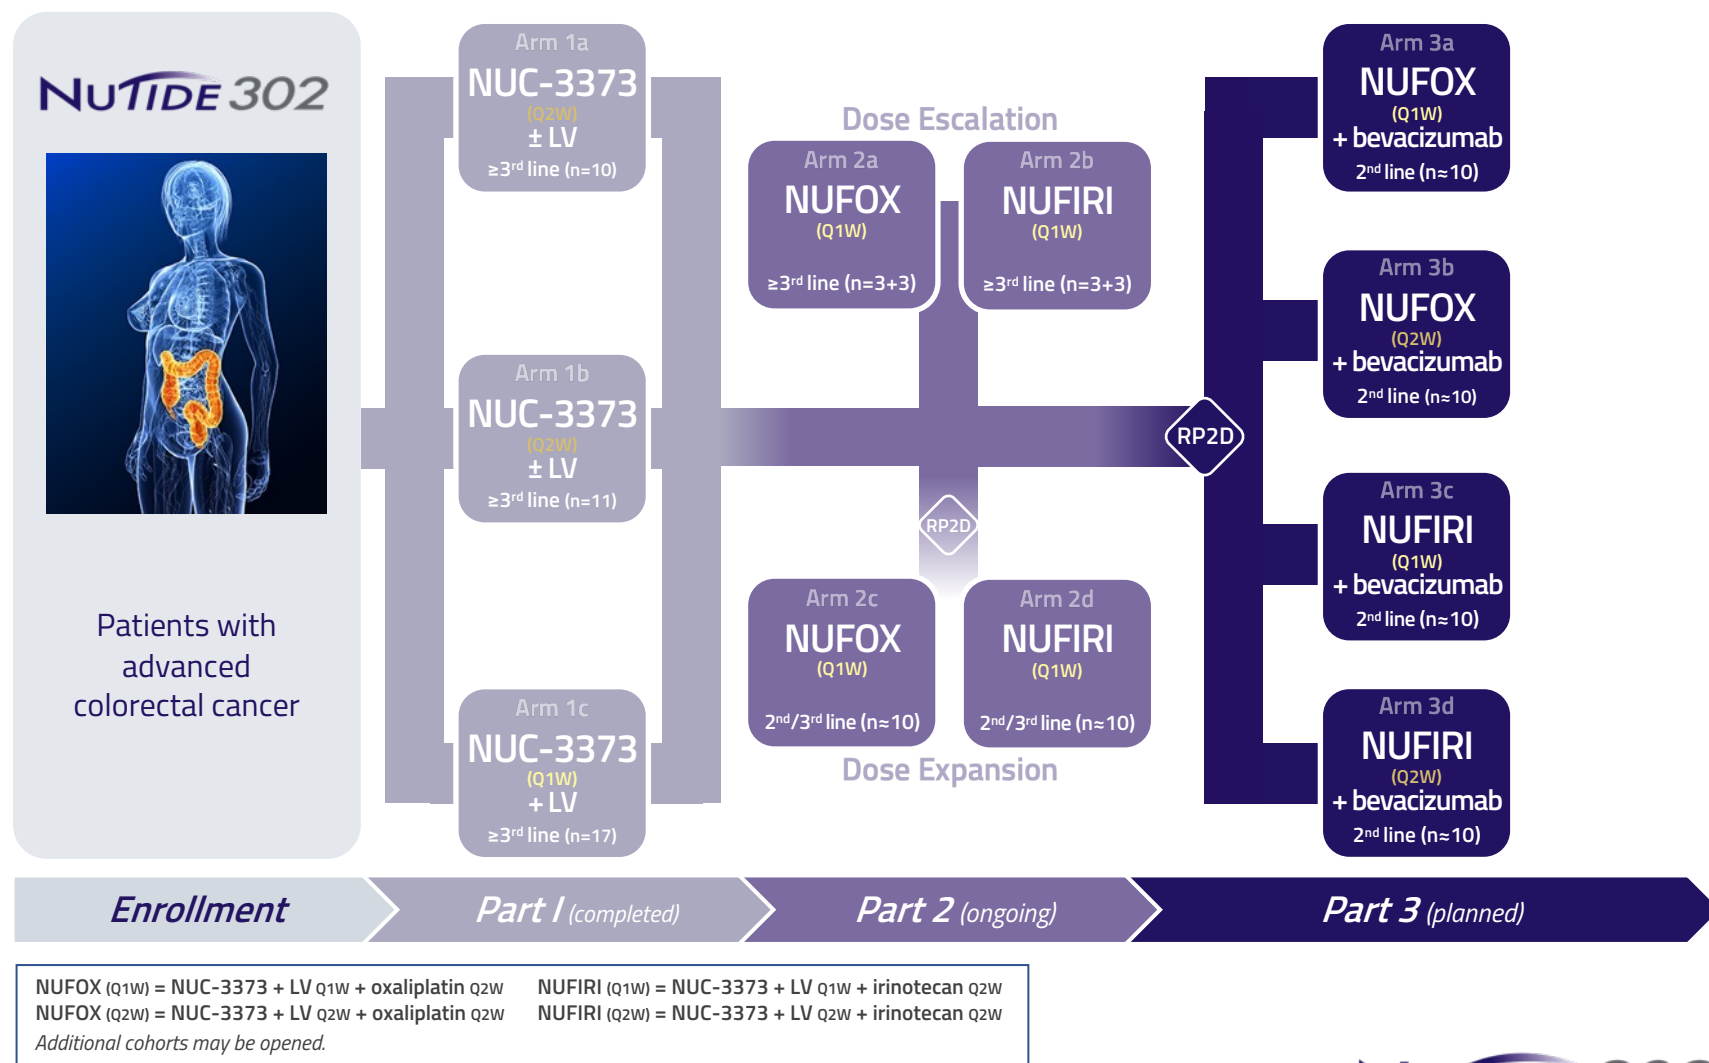 NUTIDE 302
Patients with
advanced
colorectal cancer
Arm 1a
NUC-3373
(Q2W)
± LV
≥3rd line (n=10)
Arm 1b
NUC-3373
(Q2W)
± LV
≥3rd line (n=11)
Arm 1c
NUC-3373
(Q1W)
+ LV
≥3rd line (n=17)
Dose Escalation
Arm 2a
NUFOX
(Q1W)
≥3rd line (n=3+3)
Arm 2b
NUFIRI
(Q1W)
≥3rd line (n=3+3)
RP2D
Arm 2c
NUFOX
(Q1W)
2nd/3rd line (n≈10)
Arm 2d
NUFIRI
(Q1W)
2nd/3rd line (n≈10)
Dose Expansion
RP2D
Arm 3a
NUFOX
(Q1W)
+ bevacizumab
2nd line (n≈10)
Arm 3b
NUFOX
(Q2W)
+ bevacizumab
2nd line (n≈10)
Arm 3c
NUFIRI
(Q1W)
+ bevacizumab
2nd line (n≈10)
Arm 3d
NUFIRI
(Q2W)
+ bevacizumab
2nd line (n≈10)
Enrollment
Part I (completed)
Part 2 (ongoing)
Part 3 (planned)
NUFOX (Q1W) = NUC-3373 + LV Q1W + oxaliplatin Q2W
NUFIRI (Q1W) = NUC-3373 + LV Q1W + irinotecan Q2W
NUFOX (Q2W) = NUC-3373 + LV Q2W + oxaliplatin Q2W
NUFIRI (Q2W) = NUC-3373 + LV Q2W + irinotecan Q2W
Additional cohorts may be opened.